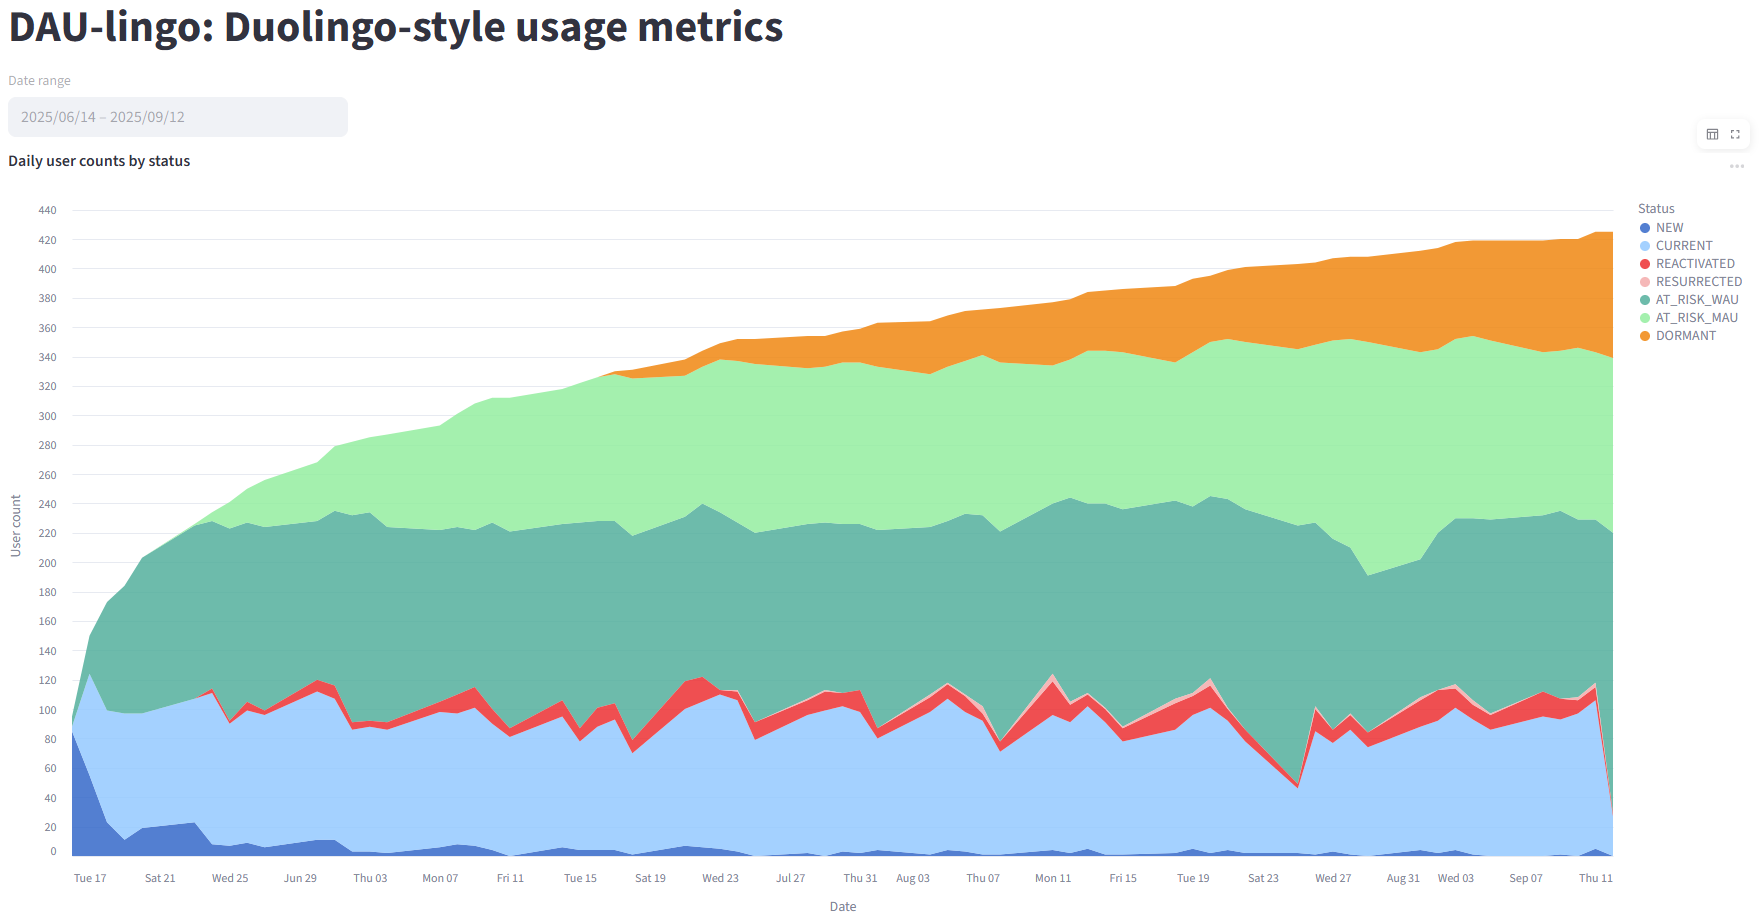 DAU-lingo: Duolingo-style usage metrics
Date range
2025/06/14 – 2025/09/12
Daily user counts by status
440
420
400
380
360
340
320
300
280
260
240
220
200
180
160
140
120
100
80
60
40
20
0
User count
Tue 17 Sat 21 Wed 25 Jun 29 Thu 03 Mon 07 Fri 11 Tue 15 Sat 19 Wed 23 Jul 27 Thu 31 Aug 03 Thu 07 Mon 11 Fri 15 Tue 19 Sat 23 Wed 27 Aug 31 Wed 03 Sep 07 Thu 11
Date
Status
NEW
CURRENT
REACTIVATED
RESURRECTED
AT_RISK_WAU
AT_RISK_MAU
DORMANT